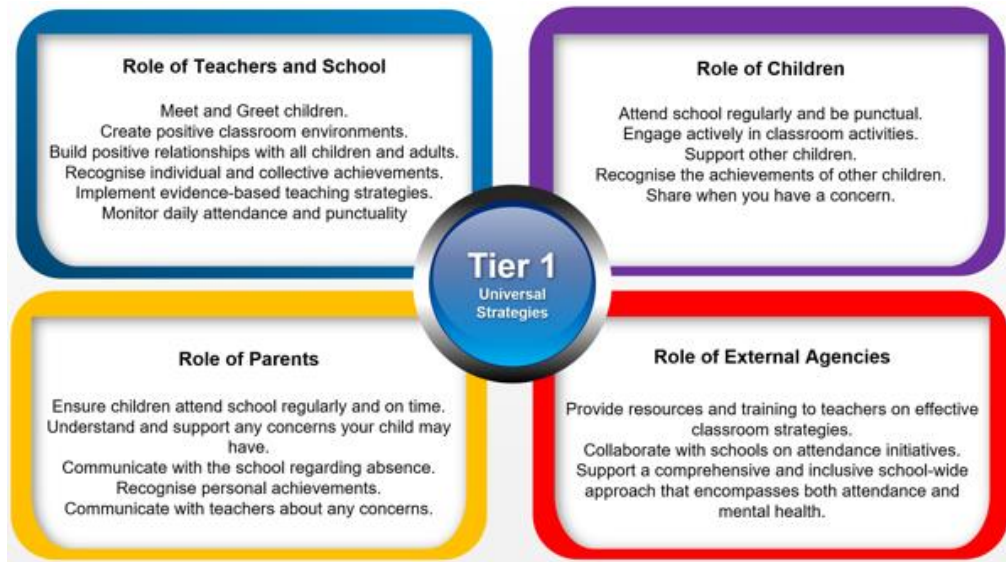 Role of Teachers and School
Meet and Greet children.
Create positive classroom environments.
Build positive relationships with all children and adults.
Recognise individual and collective achievements.
Implement evidence-based teaching strategies.
Monitor daily attendance and punctuality
Role of Children
Attend school regularly and be punctual.
Engage actively in classroom activities.
Support other children.
Recognise the achievements of other children.
Share when you have a concern.
Tier 1
Universal
Strategies
Role of Parents
Ensure children attend school regularly and on time.
Understand and support any concerns your child may
have.
Communicate with the school regarding absence.
Recognise personal achievements.
Communicate with teachers about any concerns.
Role of External Agencies
Provide resources and training to teachers on effective
classroom strategies.
Collaborate with schools on attendance initiatives.
Support a comprehensive and inclusive school-wide
approach that encompasses both attendance and
mental health.